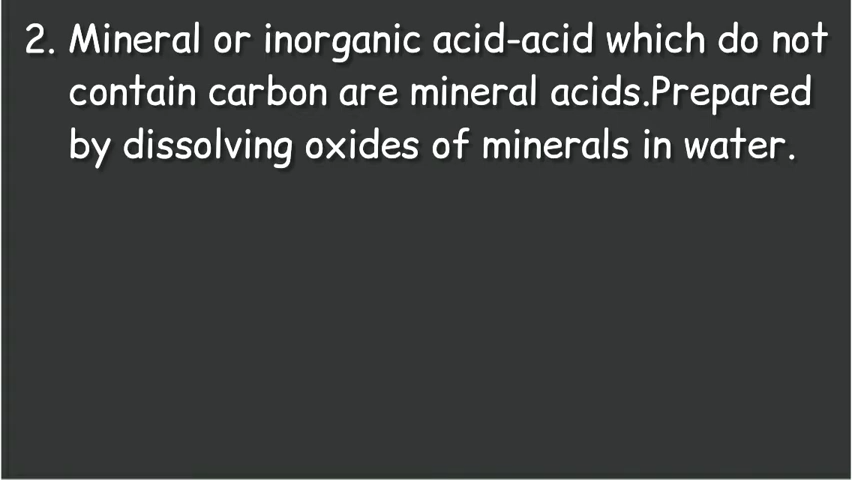 2. Mineral or inorganic acid-acid which do not
contain carbon are mineral acids.Prepared
by dissolving oxides of minerals in water.